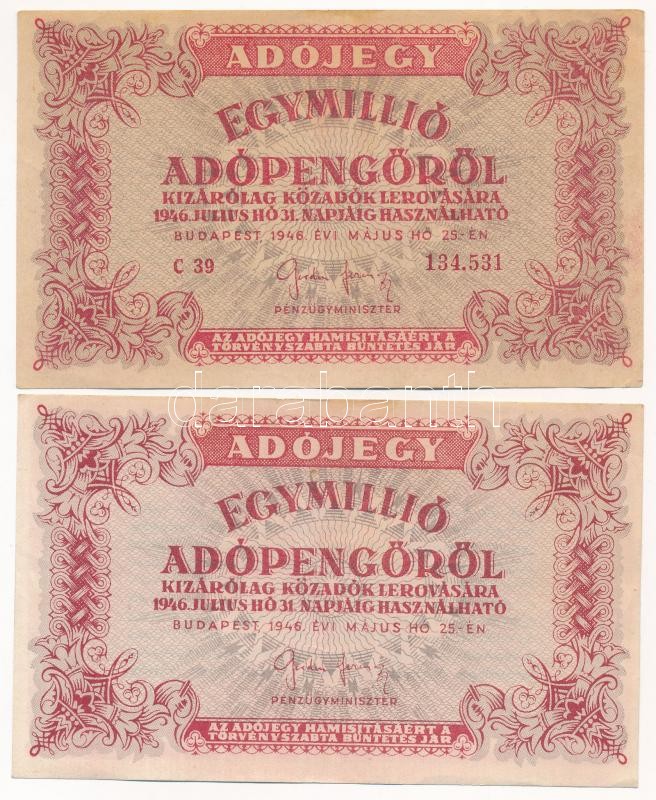 ADÓJEGY
EGYMILLIÓ
ADÓPENGŐRŐL
KIZÁRÓLAG KÖZADÓK LEROVÁSÁRA
1946. JULIUS HÓ 31. NAPJÁIG HASZNÁLHATÓ
BUDAPEST, 1946. ÉVI MÁJUS HÓ 25.-ÉN
C 39 134.531
PÉNZÜGYMINISZTER
AZ ADÓJEGY HAMISITÁSÁÉRT A
TÖRVÉNYSZABTA BÜNTETÉS JÁR
darabanth
ADÓJEGY
EGYMILLIÓ
ADÓPENGŐRŐL
KIZÁRÓLAG KÖZADÓK LEROVÁSÁRA
1946. JULIUS HÓ 31. NAPJÁIG HASZNÁLHATÓ
BUDAPEST, 1946. ÉVI MÁJUS HÓ 25.-ÉN
PÉNZÜGYMINISZTER
AZ ADÓJEGY HAMISITÁSÁÉRT A
TÖRVÉNYSZABTA BÜNTETÉS JÁR